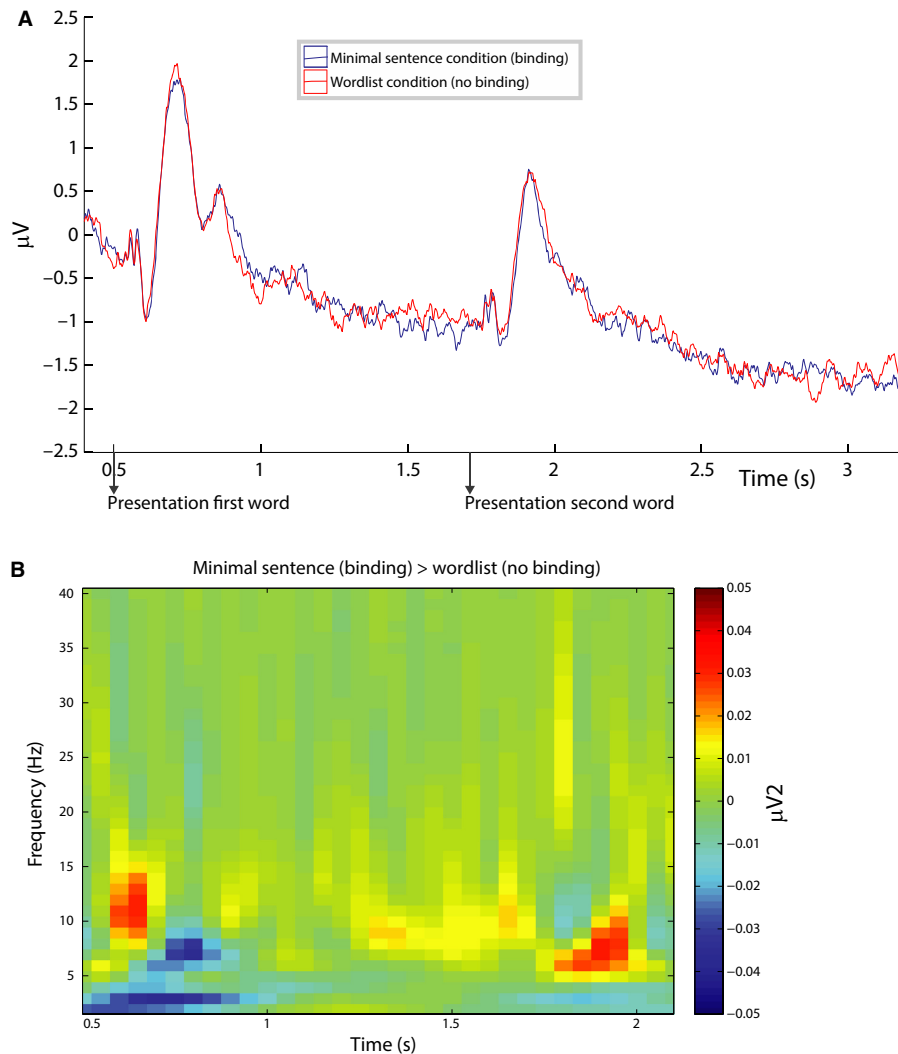 A
2.5
2
1.5
1
0.5
0
−0.5
−1
−1.5
−2
−2.5
μV
Minimal sentence condition (binding)
Wordlist condition (no binding)
0.5 1 1.5 2 2.5 3
Time (s)
Presentation first word Presentation second word
B
Minimal sentence (binding) > wordlist (no binding)
40
35
30
25
20
15
10
5
Frequency (Hz)
0.5 1 1.5 2
Time (s)
0.05
0.04
0.03
0.02
0.01
0
−0.01
−0.02
−0.03
−0.04
−0.05
μV2